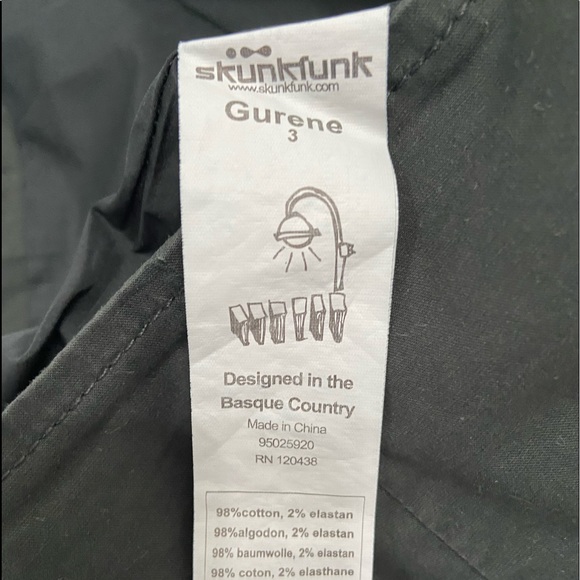 skunkfunk
www.skunkfunk.com
Gurene
3
Designed in the
Basque Country
Made in China
95025920
RN 120438
98%cotton, 2% elastan
98%algodon, 2% elastan
98% baumwolle, 2% elastan
98% coton, 2% elasthane